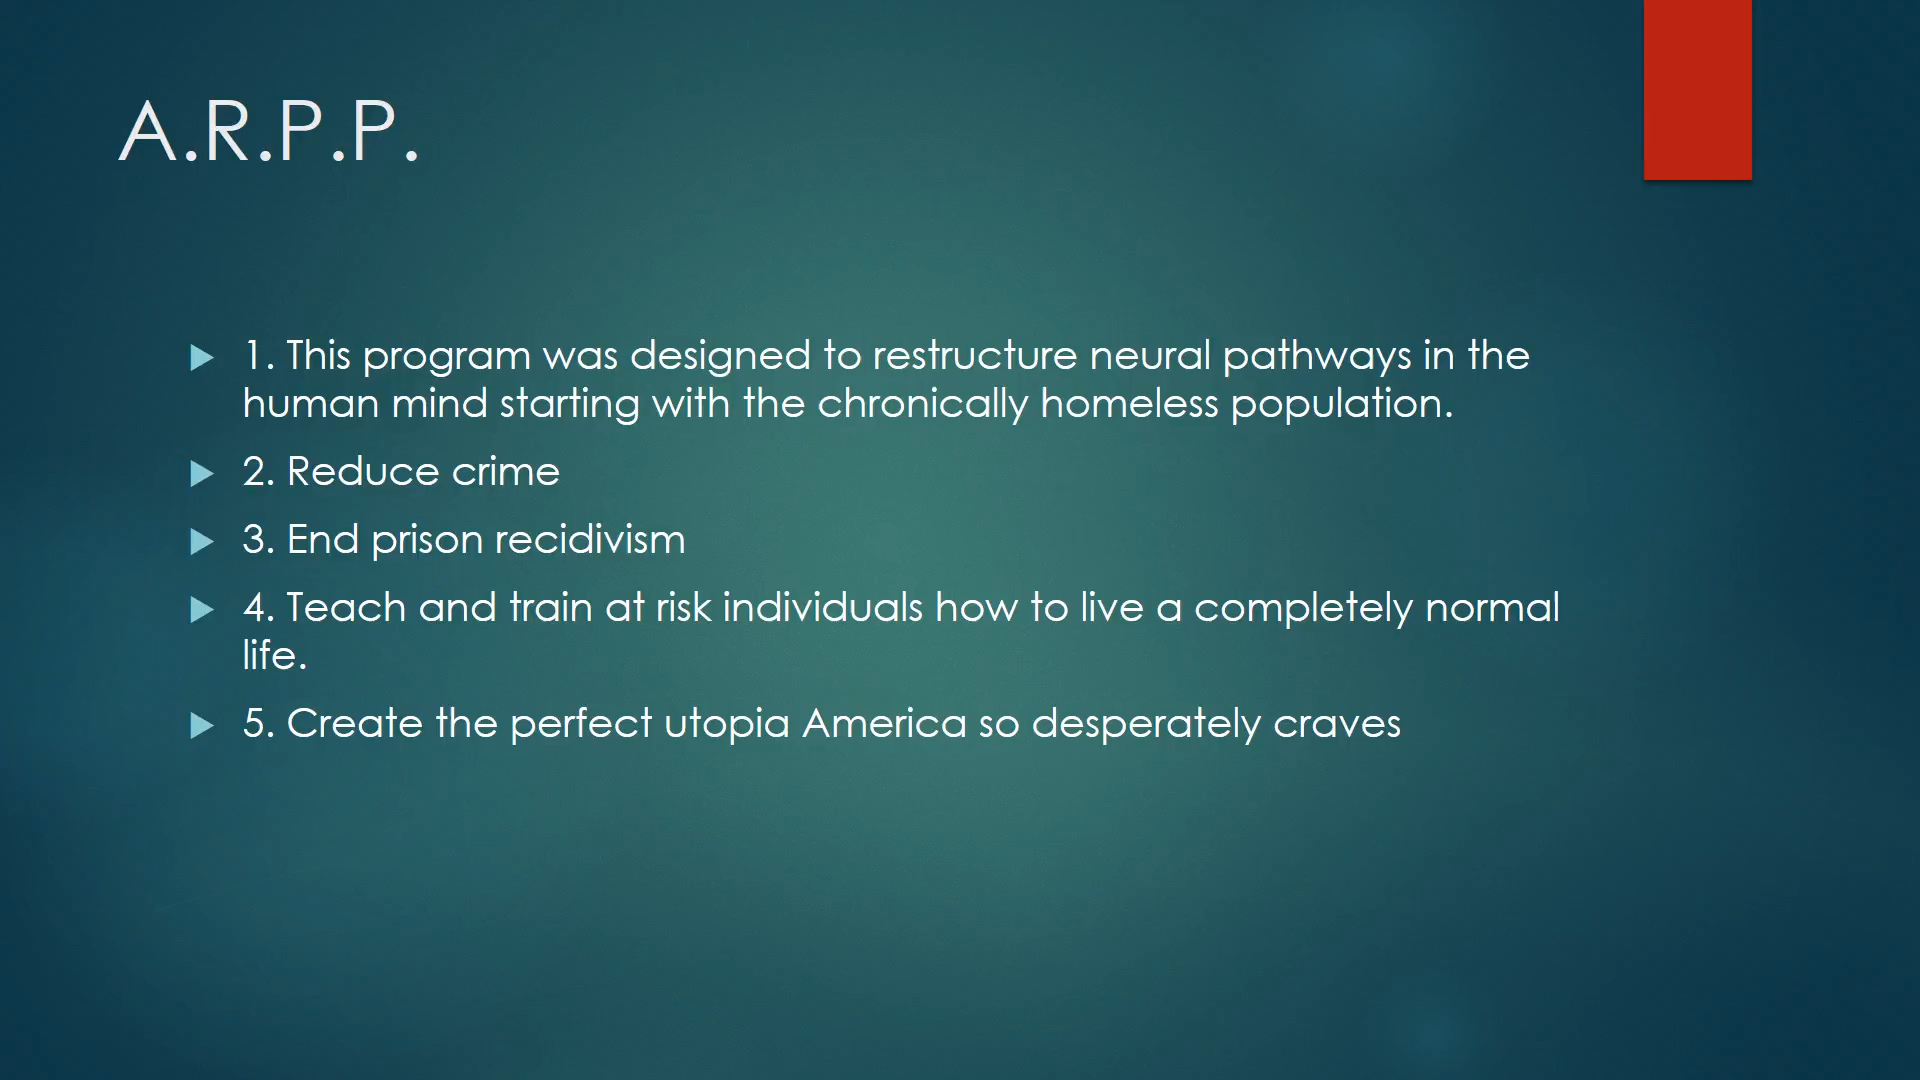 A.R.P.P.
1. This program was designed to restructure neural pathways in the
human mind starting with the chronically homeless population.
2. Reduce crime
3. End prison recidivism
4. Teach and train at risk individuals how to live a completely normal
life.
5. Create the perfect utopia America so desperately craves